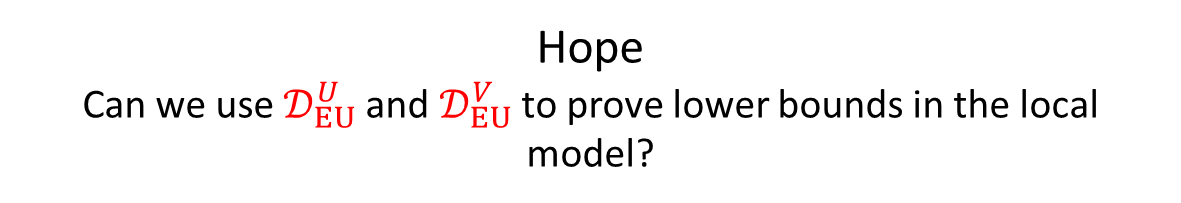 Hope
Can we use 𝒟_EU^U and 𝒟_EU^V to prove lower bounds in the local
model?